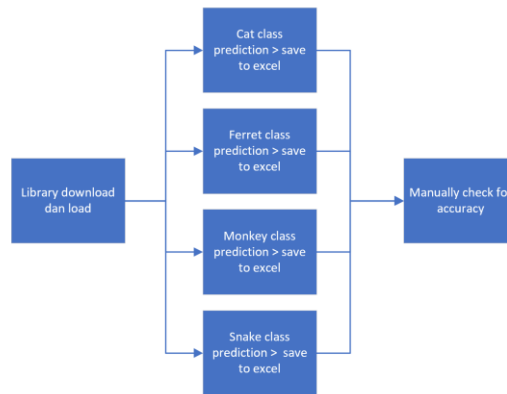 Cat class
prediction > save
to excel
Ferret class
prediction > save
to excel
Library download
dan load
Manually check for
accuracy
Monkey class
prediction > save
to excel
Snake class
prediction > save
to excel